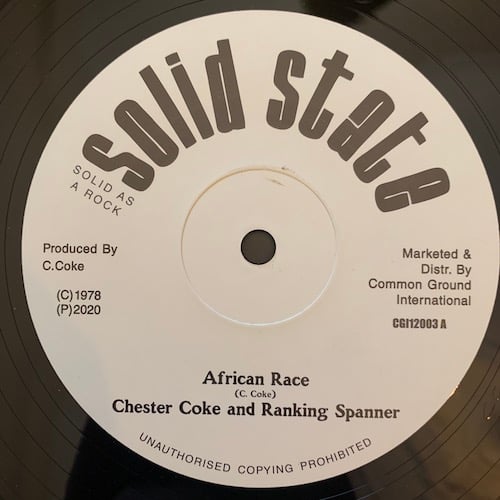 solid state
SOLID AS
A ROCK
Produced By
C.Coke
(C)1978
(P)2020
Marketed &
Distr. By
Common Ground
International
CGI12003 A
African Race
(C. Coke)
Chester Coke and Ranking Spanner
UNAUTHORISED COPYING PROHIBITED